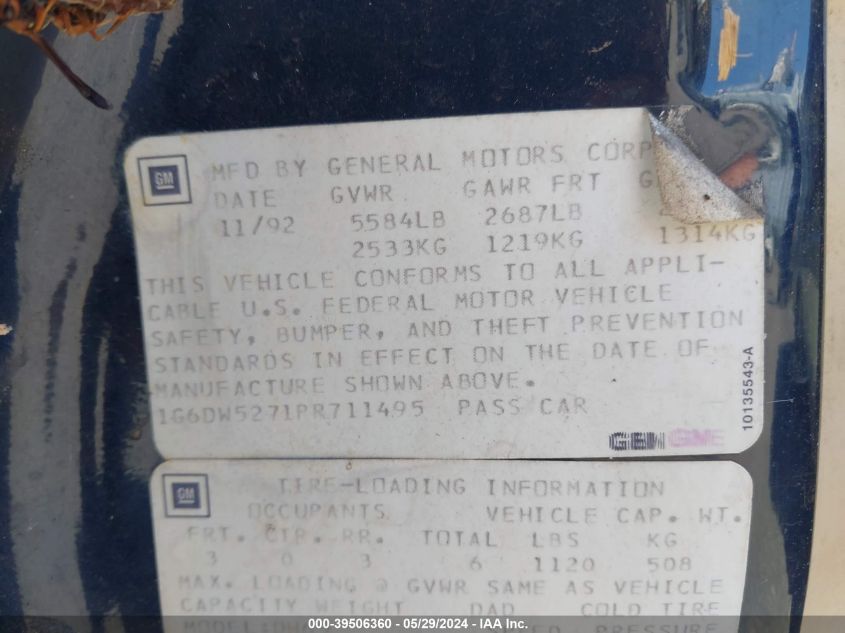 GM
MFD BY GENERAL MOTORS CORP
DATE GVWR GAWR FRT G
11/92 5584LB 2687LB
2533KG 1219KG 1314KG
THIS VEHICLE CONFORMS TO ALL APPLI-
CABLE U.S. FEDERAL MOTOR VEHICLE
SAFETY, BUMPER, AND THEFT PREVENTION
STANDARDS IN EFFECT ON THE DATE OF
MANUFACTURE SHOWN ABOVE.
1G6DW5271PR711495 PASS CAR
10135543-A
GM
TIRE-LOADING INFORMATION
OCCUPANTS VEHICLE CAP. WT.
FRT. CTR. RR. TOTAL LBS KG
3 0 3 6 1120 508
MAX. LOADING @ GVWR SAME AS VEHICLE
CAPACITY WEIGHT COLD TIRE
PRESSURE
000-39506360 - 05/29/2024 - IAA Inc.